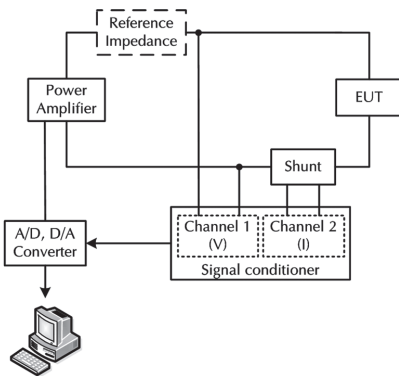 Reference
Impedance
Power
Amplifier
EUT
Shunt
A/D, D/A
Converter
Channel 1
(V)
Channel 2
(I)
Signal conditioner